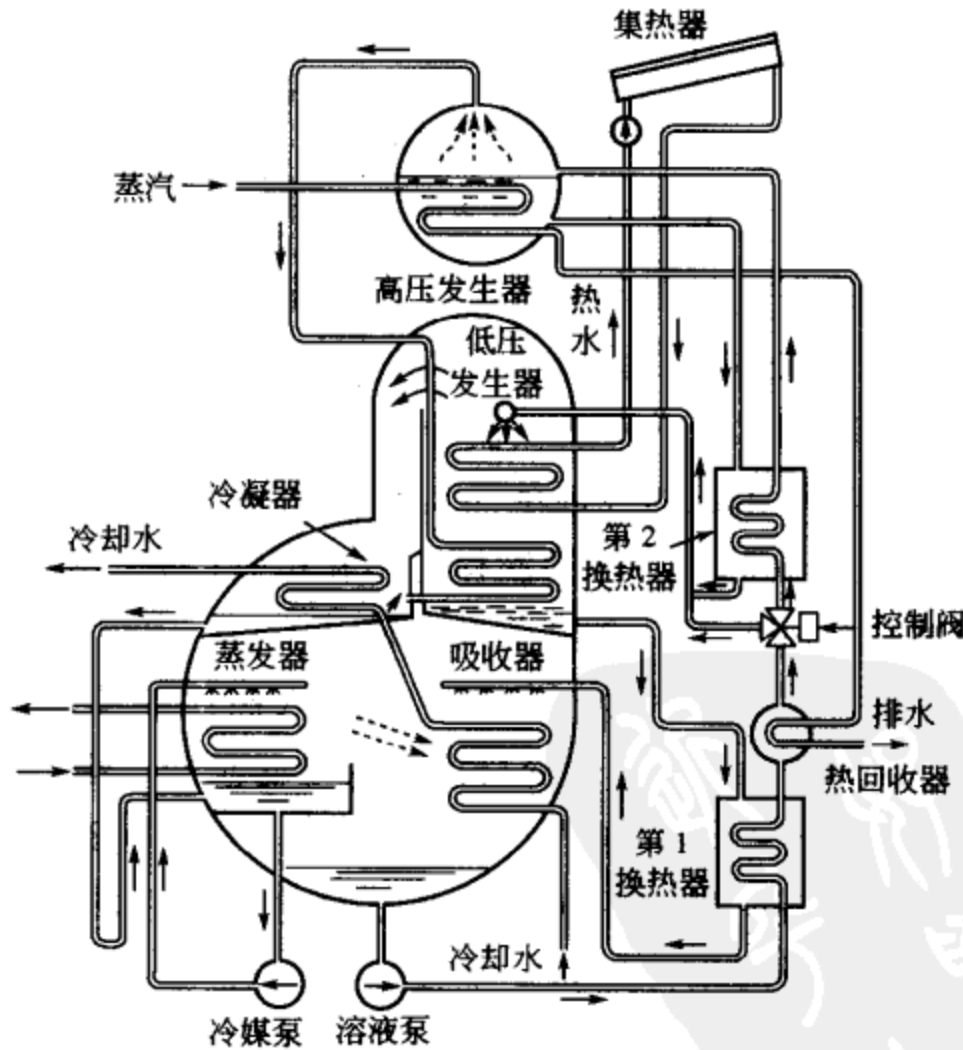 集热器
蒸汽
高压发生器
热
水
低压
发生器
冷凝器
冷却水
第2
换热器
控制阀
蒸发器
吸收器
排水
热回收器
第1
换热器
冷却水
冷媒泵
溶液泵